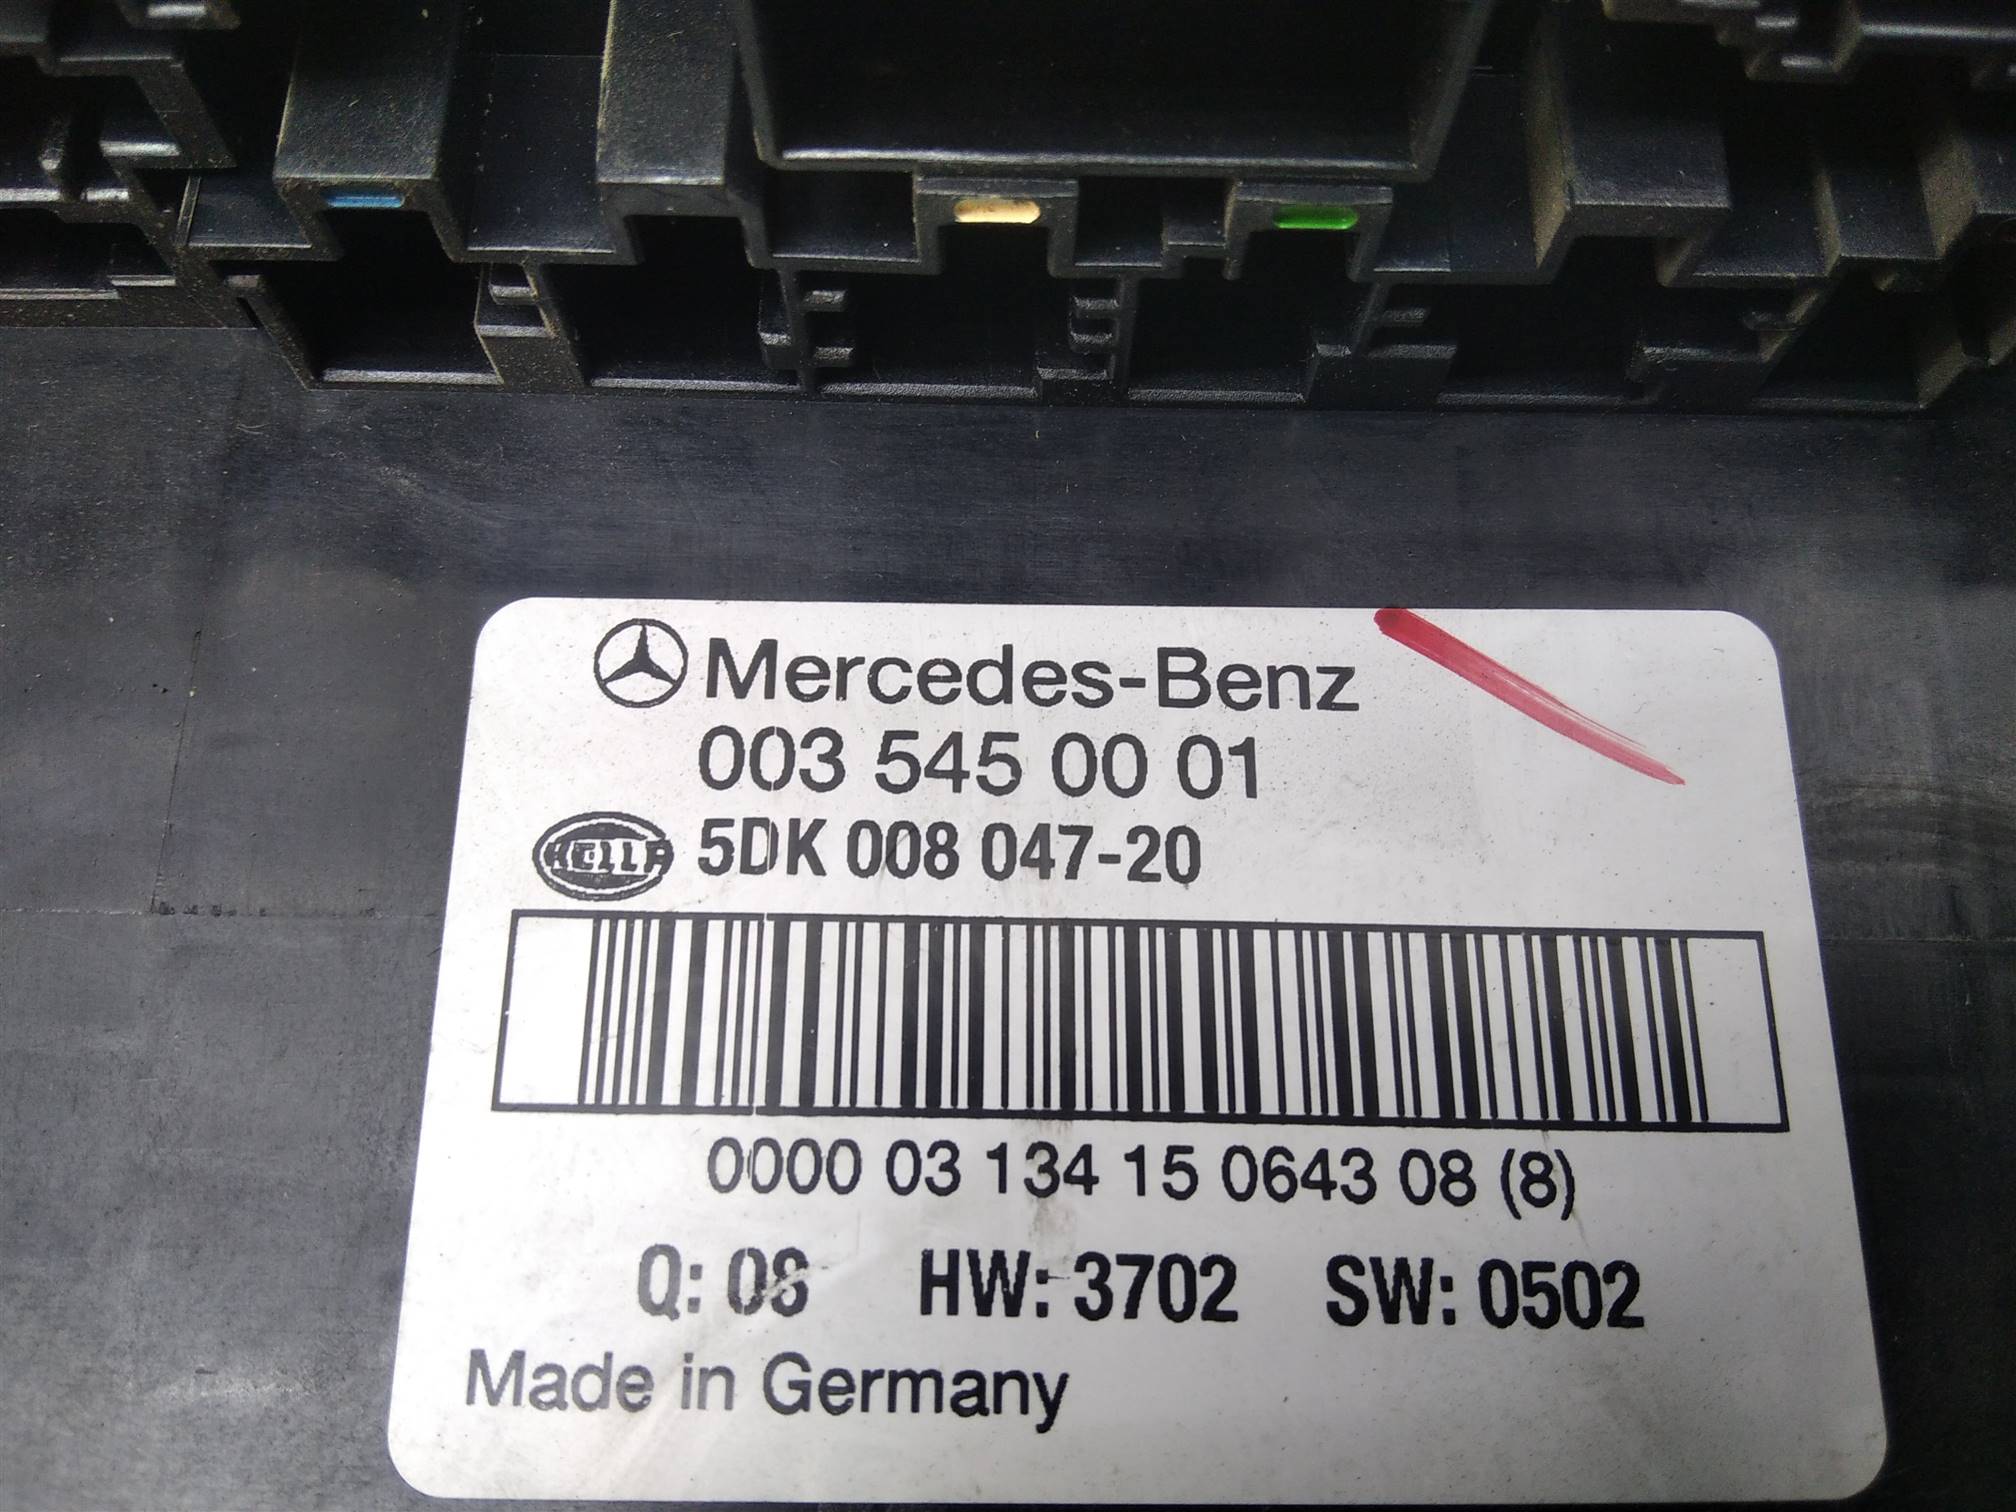 Mercedes-Benz
003 545 00 01
HELLA 5DK 008 047-20
0000 03 134 15 0643 08 (8)
Q: 08 HW: 3702 SW: 0502
Made in Germany